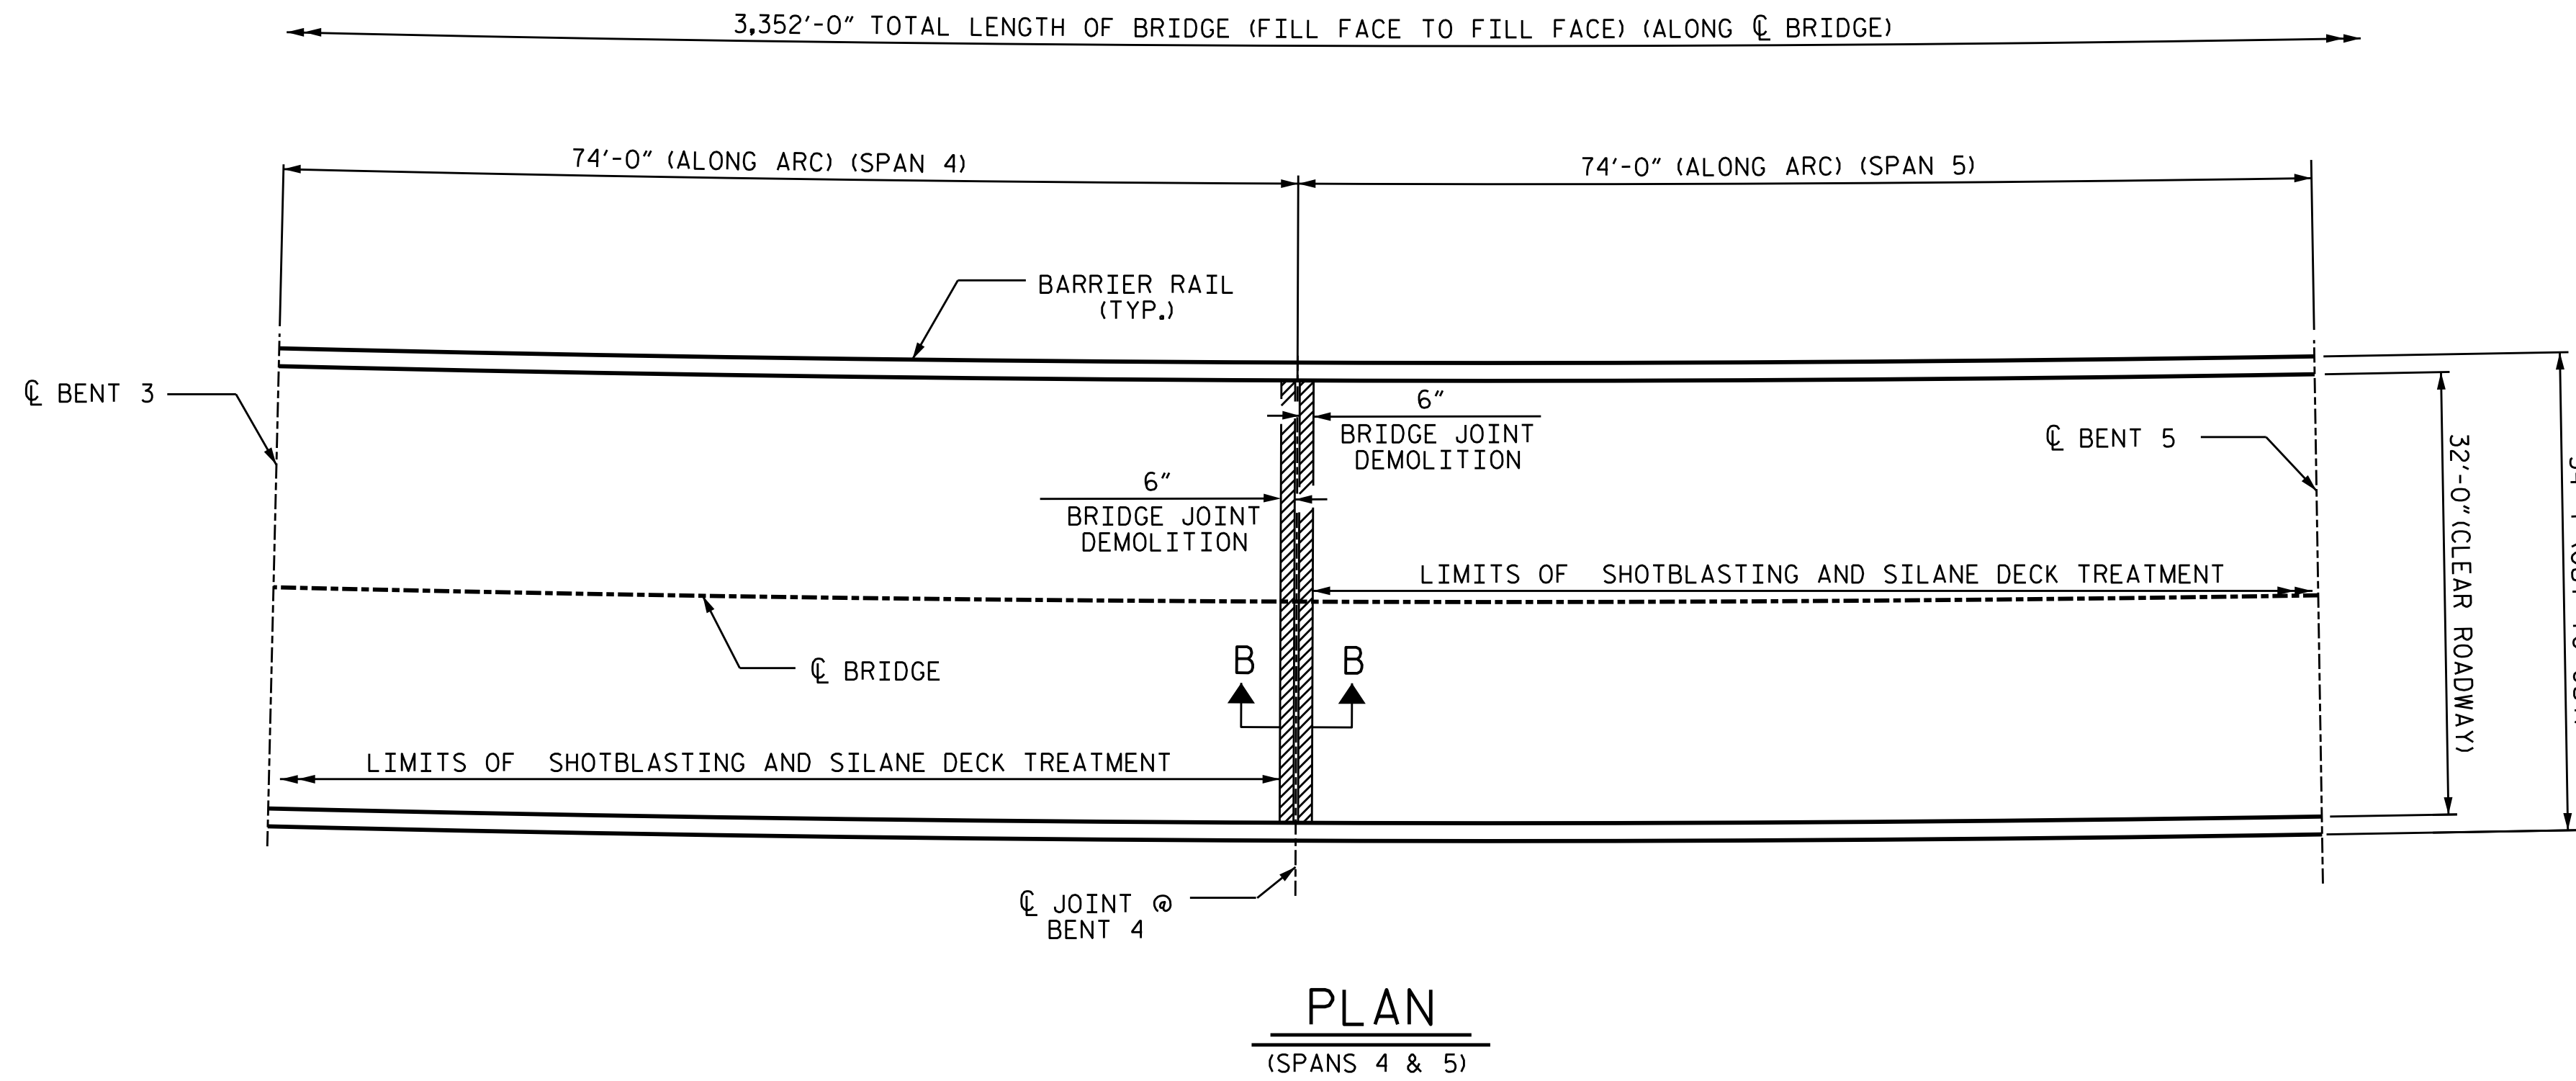 3,352'-0" TOTAL LENGTH OF BRIDGE (FILL FACE TO FILL FACE) (ALONG ℄ BRIDGE)
74'-0" (ALONG ARC) (SPAN 4)
74'-0" (ALONG ARC) (SPAN 5)
BARRIER RAIL
(TYP.)
℄ BENT 3
6"
BRIDGE JOINT
DEMOLITION
℄ BENT 5
32'-0" (CLEAR ROADWAY)
6"
BRIDGE JOINT
DEMOLITION
LIMITS OF SHOTBLASTING AND SILANE DECK TREATMENT
℄ BRIDGE
B
B
LIMITS OF SHOTBLASTING AND SILANE DECK TREATMENT
℄ JOINT @
BENT 4
PLAN
(SPANS 4 & 5)